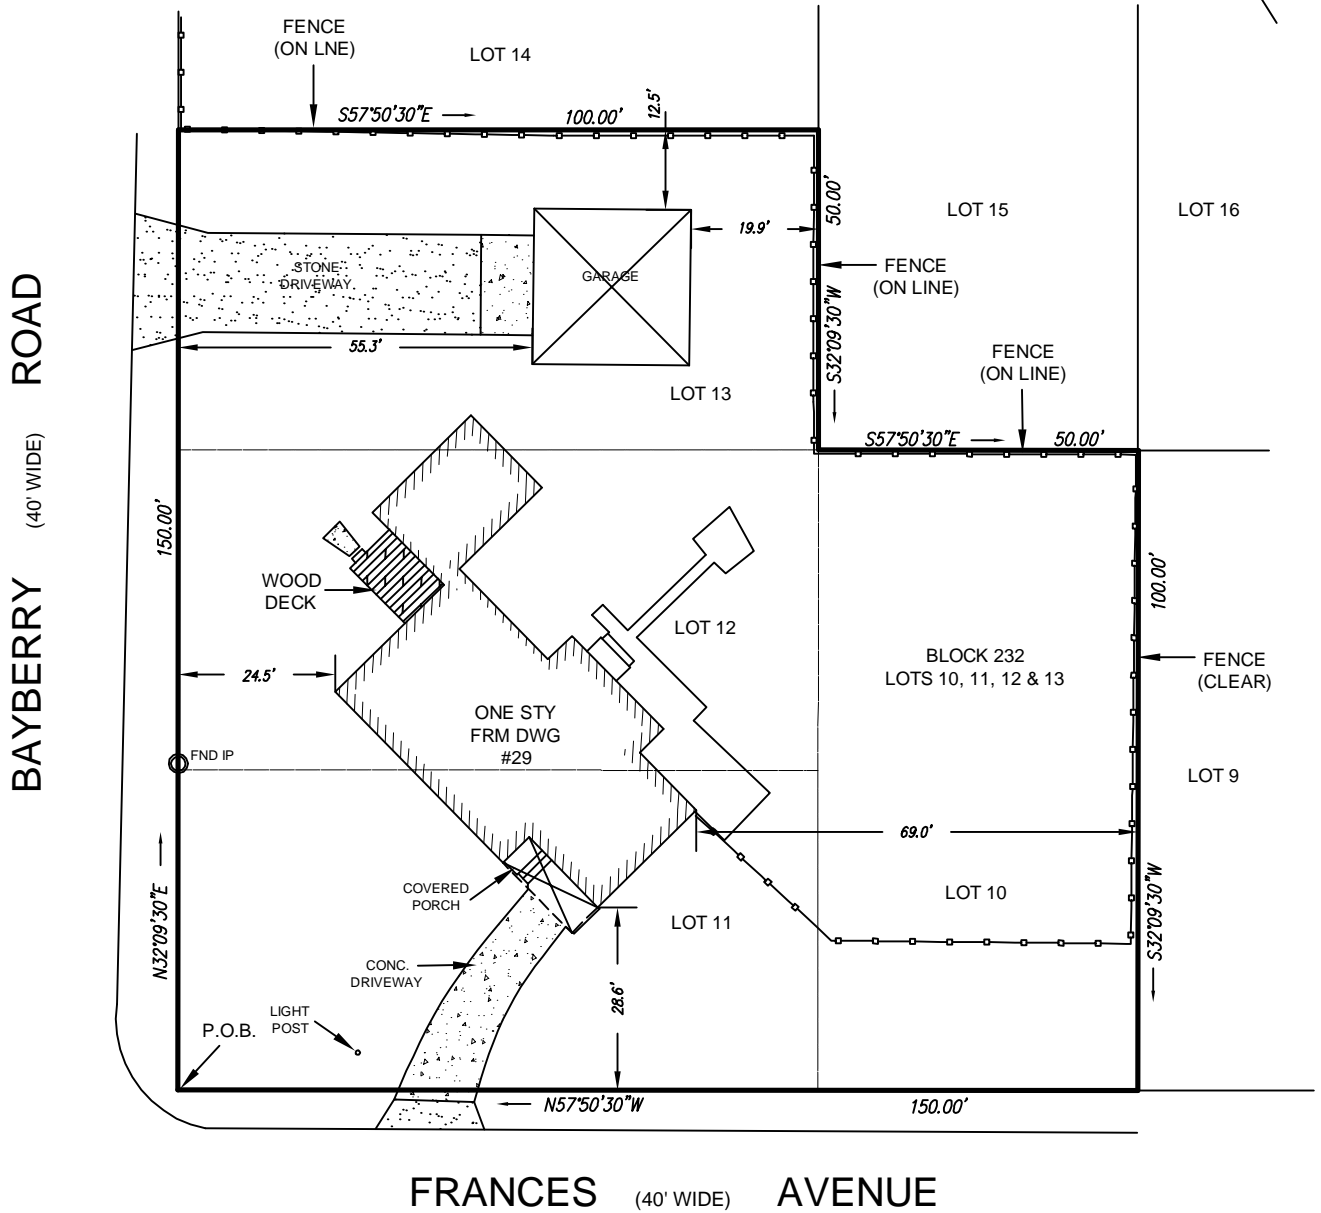 FENCE
(ON LNE)
LOT 14
S57°50'30"E
100.00'
12.5'
50.00'
LOT 15
LOT 16
19.9'
STONE
DRIVEWAY
GARAGE
FENCE
(ON LINE)
S32°09'30"W
55.3'
FENCE
(ON LINE)
LOT 13
S57°50'30"E
50.00'
BAYBERRY (40' WIDE) ROAD
150.00'
WOOD
DECK
100.00'
LOT 12
BLOCK 232
LOTS 10, 11, 12 & 13
FENCE
(CLEAR)
24.5'
ONE STY
FRM DWG
#29
FND IP
LOT 9
69.0'
N32°09'30"E
COVERED
PORCH
LOT 10
LOT 11
S32°09'30"W
CONC.
DRIVEWAY
28.6'
LIGHT
POST
P.O.B.
N57°50'30"W
150.00'
FRANCES (40' WIDE) AVENUE